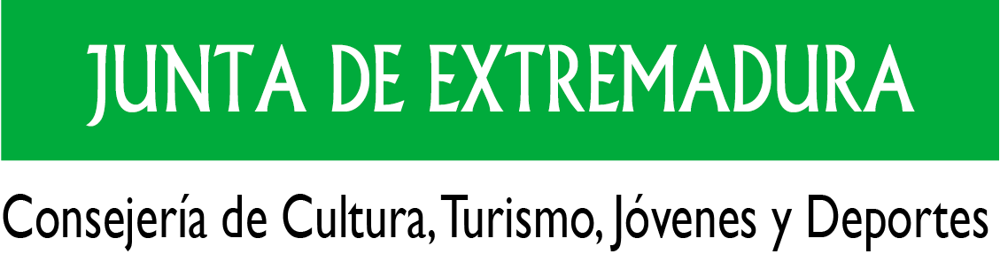 JUNTA DE EXTREMADURA
Consejería de Cultura, Turismo, Jóvenes y Deportes